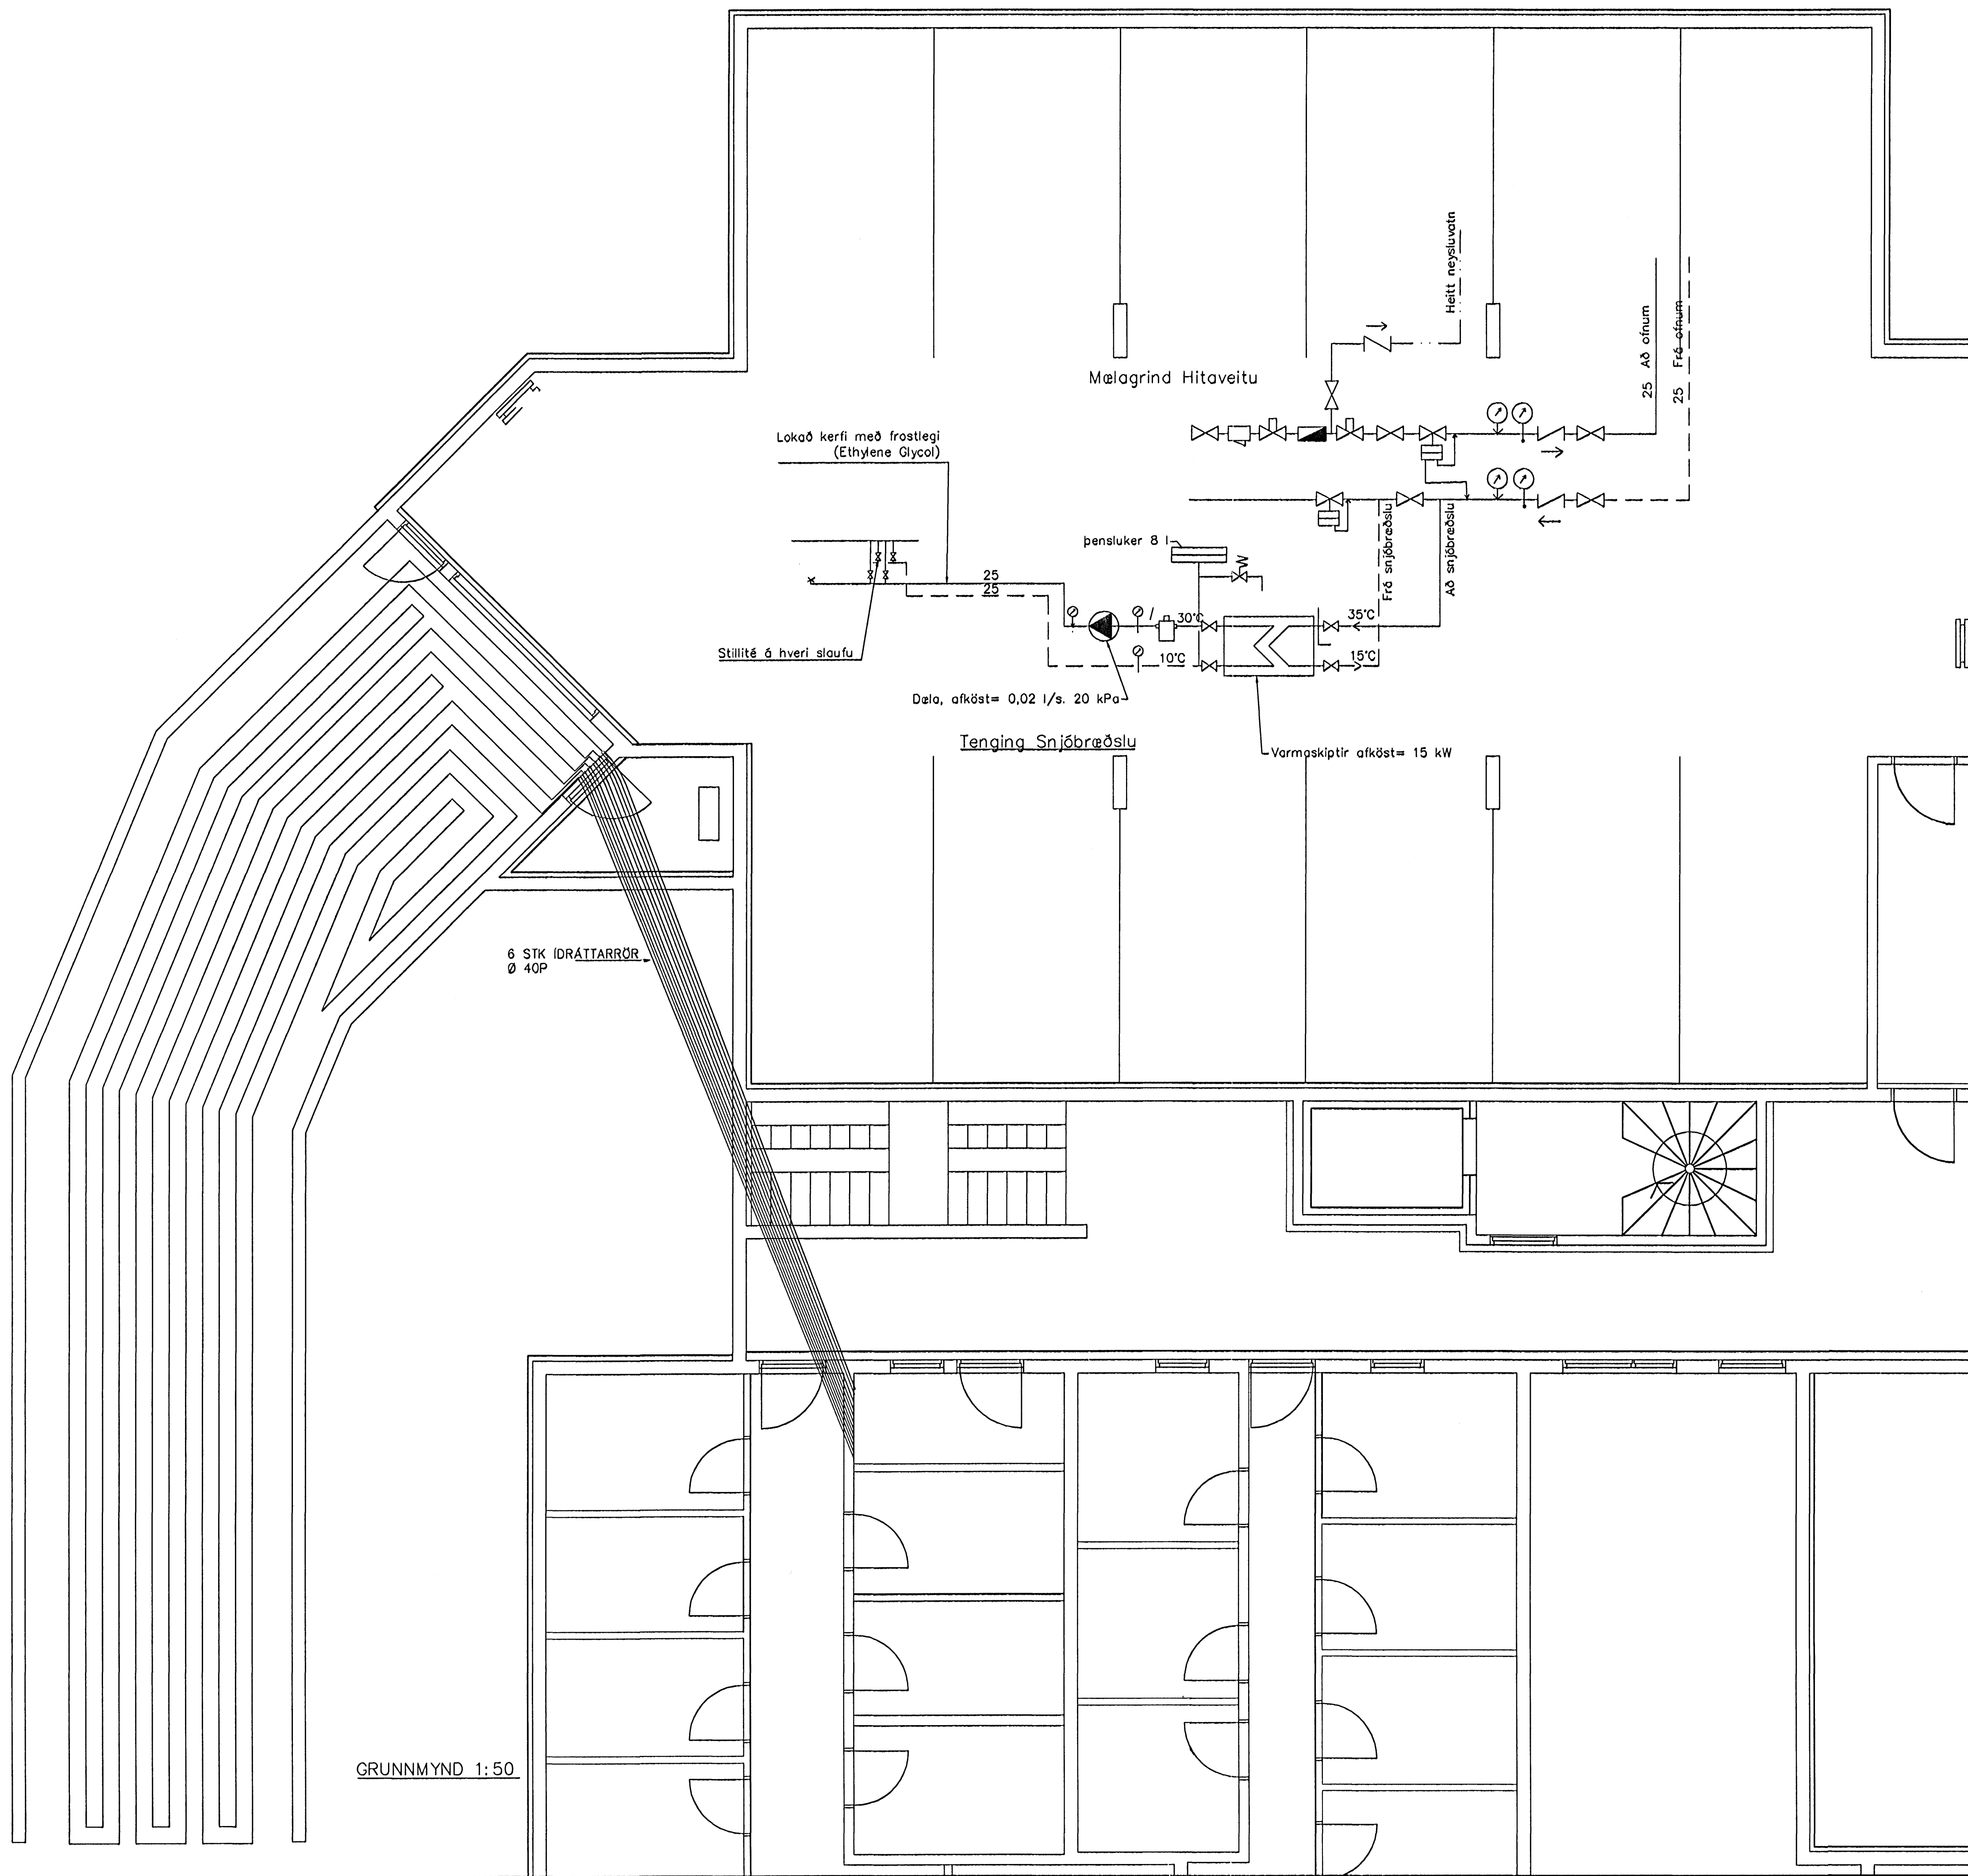 Heitt neysluvatn
25 Að ofnum
25 Frá ofnum
Mælagrind Hitaveitu
Lokað kerfi með frostlegi
(Ethylene Glycol)
Frá snjóbræðslu
Að snjóbræðslu
þensluker 8 l
25
25
30°C
35°C
Stillité á hveri slaufu
10°C
15°C
Dæla, afköst= 0,02 l/s. 20 kPa
Tenging Snjóbræðslu
Varmaskiptir afköst= 15 kW
6 STK ÍDRÁTTARRÖR
Ø 40P
GRUNNMYND 1:50